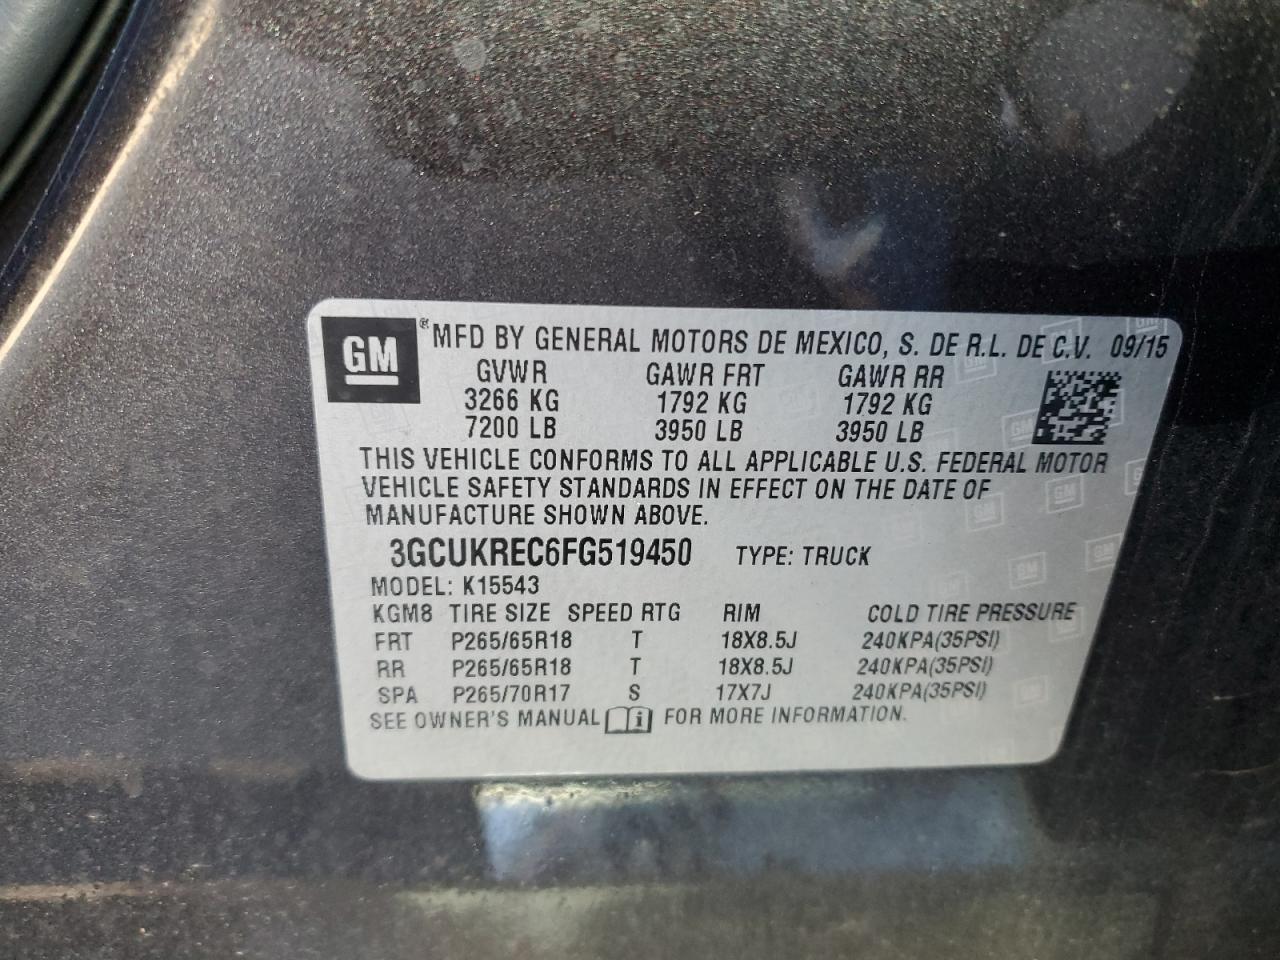 GM ® MFD BY GENERAL MOTORS DE MEXICO, S. DE R.L. DE C.V. 09/15
GVWR GAWR FRT GAWR RR
3266 KG 1792 KG 1792 KG
7200 LB 3950 LB 3950 LB
THIS VEHICLE CONFORMS TO ALL APPLICABLE U.S. FEDERAL MOTOR
VEHICLE SAFETY STANDARDS IN EFFECT ON THE DATE OF
MANUFACTURE SHOWN ABOVE.
3GCUKREC6FG519450 TYPE: TRUCK
MODEL: K15543
KGM8 TIRE SIZE SPEED RTG RIM COLD TIRE PRESSURE
FRT P265/65R18 T 18X8.5J 240KPA(35PSI)
RR P265/65R18 T 18X8.5J 240KPA(35PSI)
SPA P265/70R17 S 17X7J 240KPA(35PSI)
SEE OWNER'S MANUAL i FOR MORE INFORMATION.